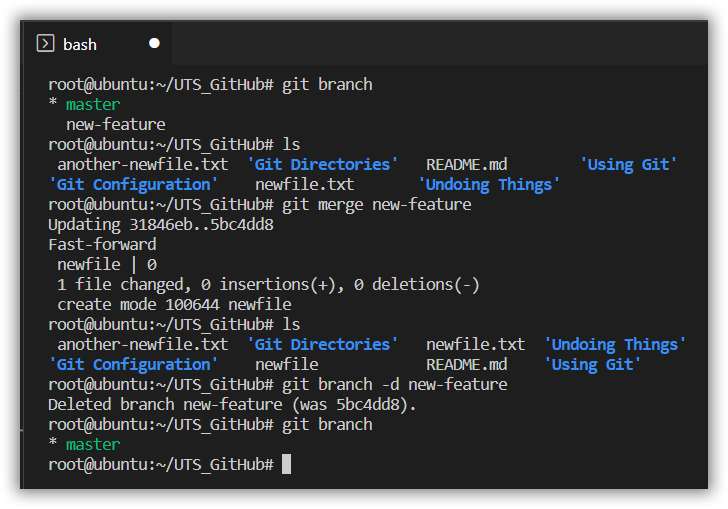 bash
root@ubuntu:~/UTS_GitHub# git branch
* master
  new-feature
root@ubuntu:~/UTS_GitHub# ls
 another-newfile.txt  'Git Directories'   README.md        'Using Git'
'Git Configuration'    newfile.txt       'Undoing Things'
root@ubuntu:~/UTS_GitHub# git merge new-feature
Updating 31846eb..5bc4dd8
Fast-forward
 newfile | 0
 1 file changed, 0 insertions(+), 0 deletions(-)
 create mode 100644 newfile
root@ubuntu:~/UTS_GitHub# ls
 another-newfile.txt  'Git Directories'   newfile.txt  'Undoing Things'
'Git Configuration'    newfile            README.md    'Using Git'
root@ubuntu:~/UTS_GitHub# git branch -d new-feature
Deleted branch new-feature (was 5bc4dd8).
root@ubuntu:~/UTS_GitHub# git branch
* master
root@ubuntu:~/UTS_GitHub#